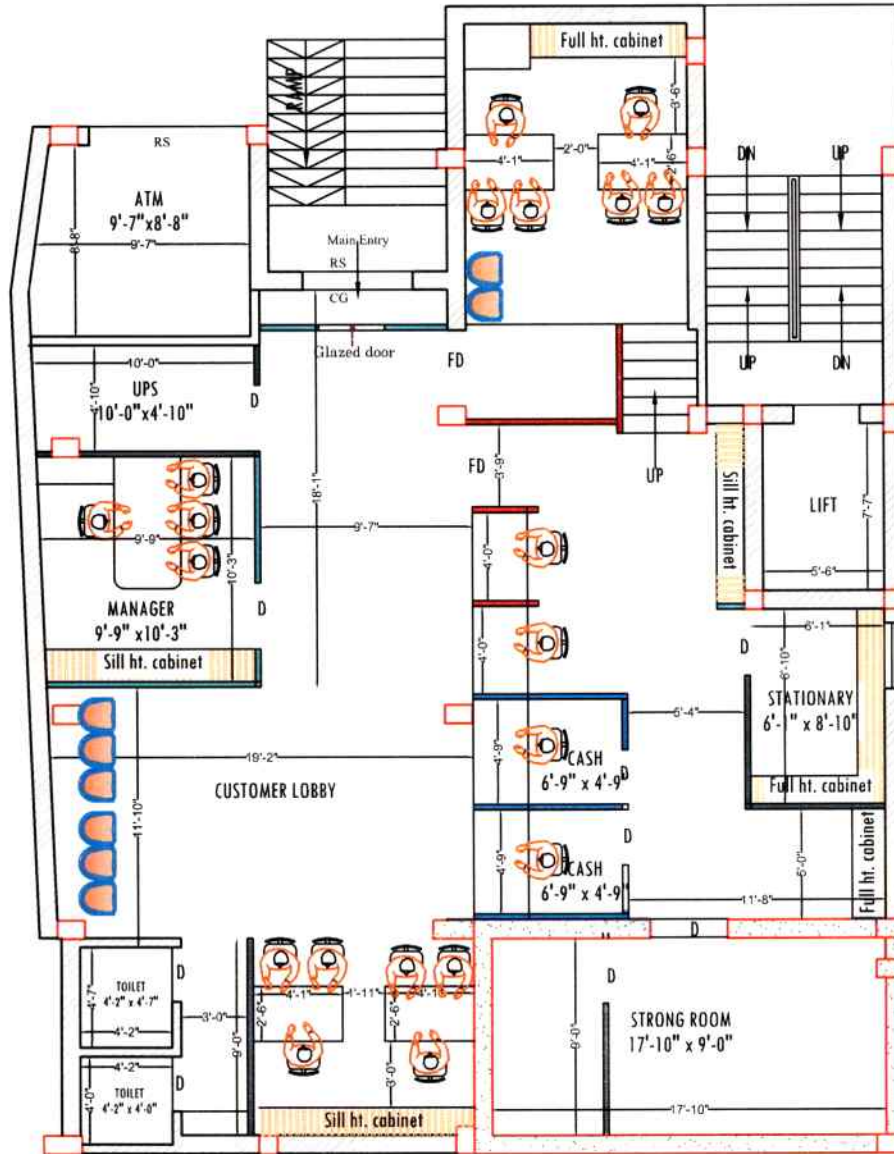 Full ht. cabinet
RAMP
3'-6"
RS
DN
UP
4'-1"
2'-0"
4'-1"
2'-6"
ATM
9'-7"x8'-8"
8'-8"
9'-7"
Main Entry
RS
CG
Glazed door
FD
UP
DN
10'-0"
UPS
10'-0"x4'-10"
4'-10"
D
FD
3'-9"
UP
Sill ht. cabinet
LIFT
7'-7"
5'-6"
18'-1"
9'-7"
9'-9"
10'-3"
4'-0"
MANAGER
9'-9" x10'-3"
D
Sill ht. cabinet
4'-0"
6'-1"
D
6'-10"
STATIONARY
6'-1" x 8'-10"
Full ht. cabinet
19'-2"
CUSTOMER LOBBY
11'-10"
4'-9"
CASH
6'-9" x 4'-9"
D
4'-9"
CASH
6'-9" x 4'-9"
D
11'-8"
Full ht. cabinet
D
TOILET
4'-2" x 4'-7"
4'-7"
4'-2"
D
3'-0"
9'-0"
4'-1"
1'-11"
2'-6"
2'-6"
3'-0"
Sill ht. cabinet
4'-2"
TOILET
4'-2" x 4'-0"
4'-0"
D
D
STRONG ROOM
17'-10" x 9'-0"
9'-0"
17'-10"